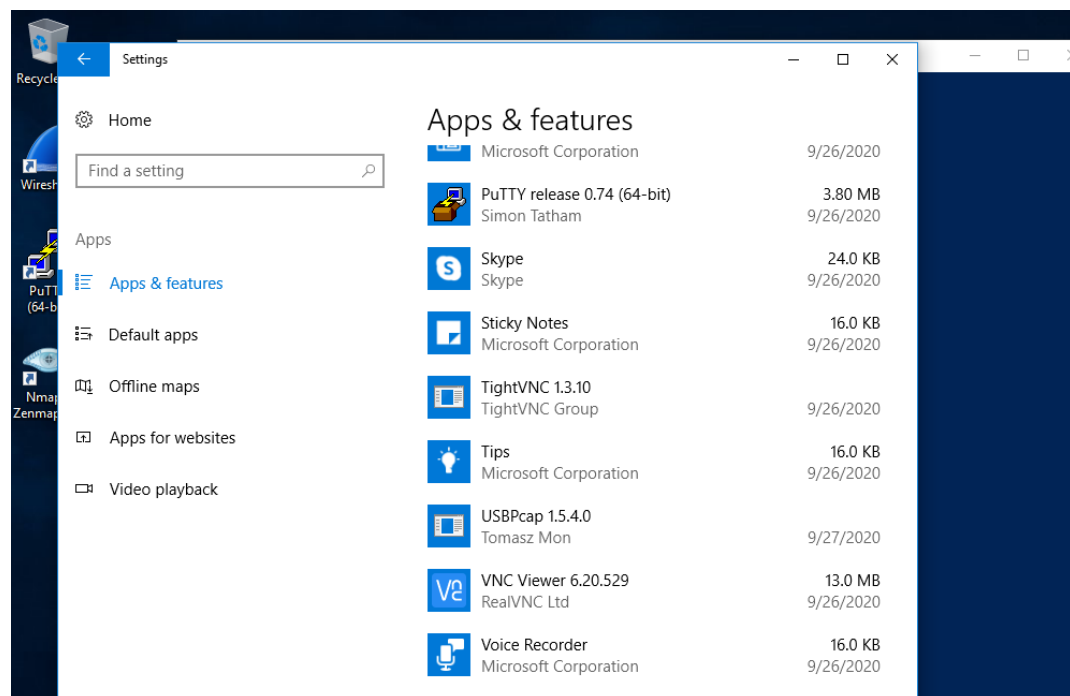 Recycle
Settings
Home
Find a setting
Apps
Apps & features
Default apps
Offline maps
Apps for websites
Video playback
Apps & features
Microsoft Corporation 9/26/2020
PuTTY release 0.74 (64-bit) 3.80 MB
Simon Tatham 9/26/2020
Skype 24.0 KB
Skype 9/26/2020
Sticky Notes 16.0 KB
Microsoft Corporation 9/26/2020
TightVNC 1.3.10
TightVNC Group 9/26/2020
Tips 16.0 KB
Microsoft Corporation 9/26/2020
USBPcap 1.5.4.0
Tomasz Mon 9/27/2020
VNC Viewer 6.20.529 13.0 MB
RealVNC Ltd 9/26/2020
Voice Recorder 16.0 KB
Microsoft Corporation 9/26/2020
Wiresh
PuTT
(64-b
Nmap
Zenmap